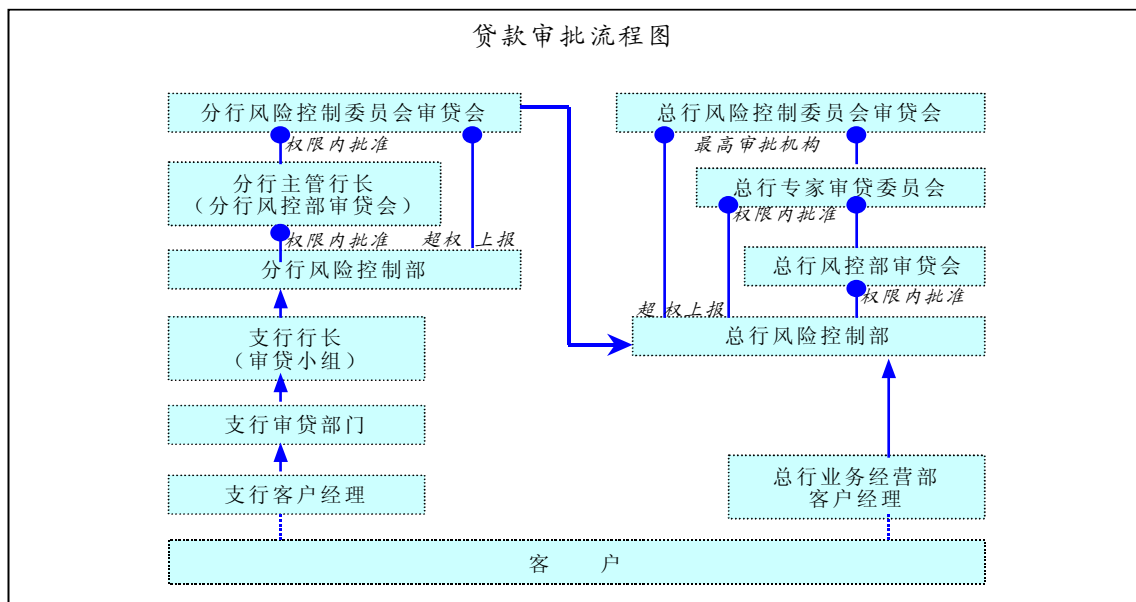 贷款审批流程图
分行风险控制委员会审贷会
总行风险控制委员会审贷会
权限内批准
最高审批机构
分行主管行长
（分行风控部审贷会）
总行专家审贷委员会
权限内批准
权限内批准
超权上报
分行风险控制部
总行风控部审贷会
权限内批准
超权上报
支行行长
（审贷小组）
总行风险控制部
支行审贷部门
支行客户经理
总行业务经营部
客户经理
客 户